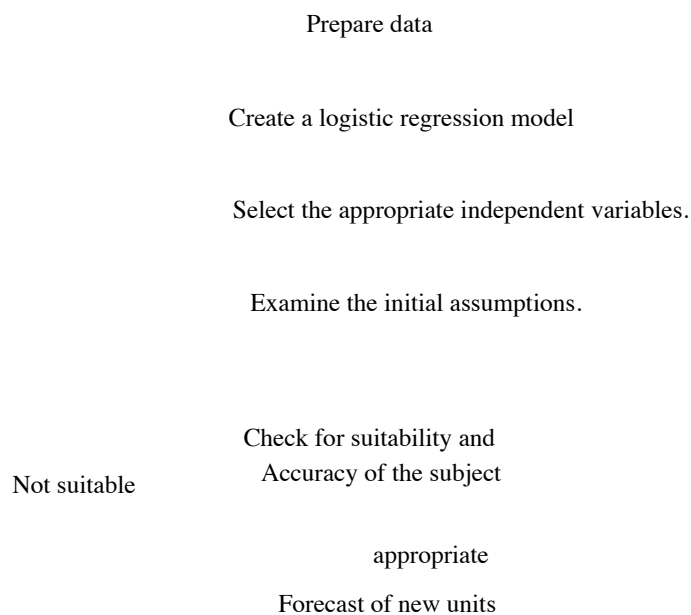 Prepare data
Create a logistic regression model
Select the appropriate independent variables.
Examine the initial assumptions.
Check for suitability and
Accuracy of the subject
Not suitable
appropriate
Forecast of new units